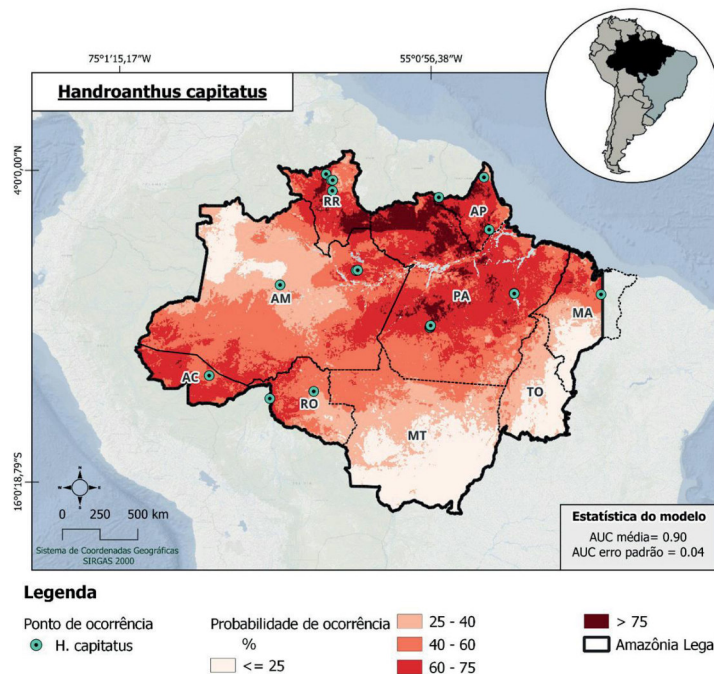 75°1'15,17"W
55°0'56,38"W
Handroanthus capitatus
4°0'0,00"N
RR
AP
AM
PA
MA
AC
RO
TO
MT
16°0'18,79"S
N
W
E
S
0 250 500 km
Sistema de Coordenadas Geográficas
SIRGAS 2000
Estatística do modelo
AUC média= 0.90
AUC erro padrão = 0.04
Legenda
Ponto de ocorrência
H. capitatus
Probabilidade de ocorrência
%
<= 25
25 - 40
40 - 60
60 - 75
> 75
Amazônia Lega